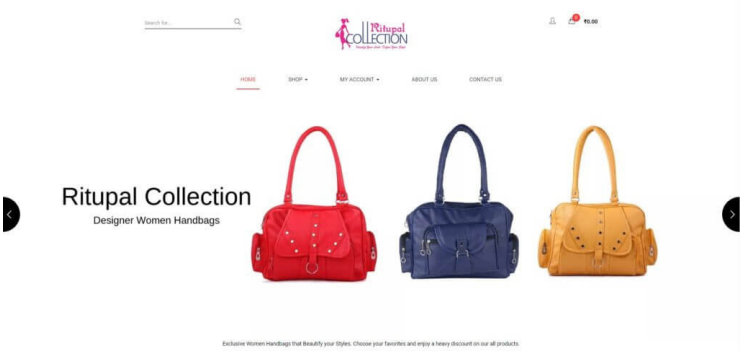 Search for...
Ritupal
COLLECTION
0
₹0.00
HOME
SHOP
MY ACCOUNT
ABOUT US
CONTACT US
Ritupal Collection
Designer Women Handbags
Exclusive Women Handbags that Beautify your Styles. Choose your favorites and enjoy a heavy discount on our all products.